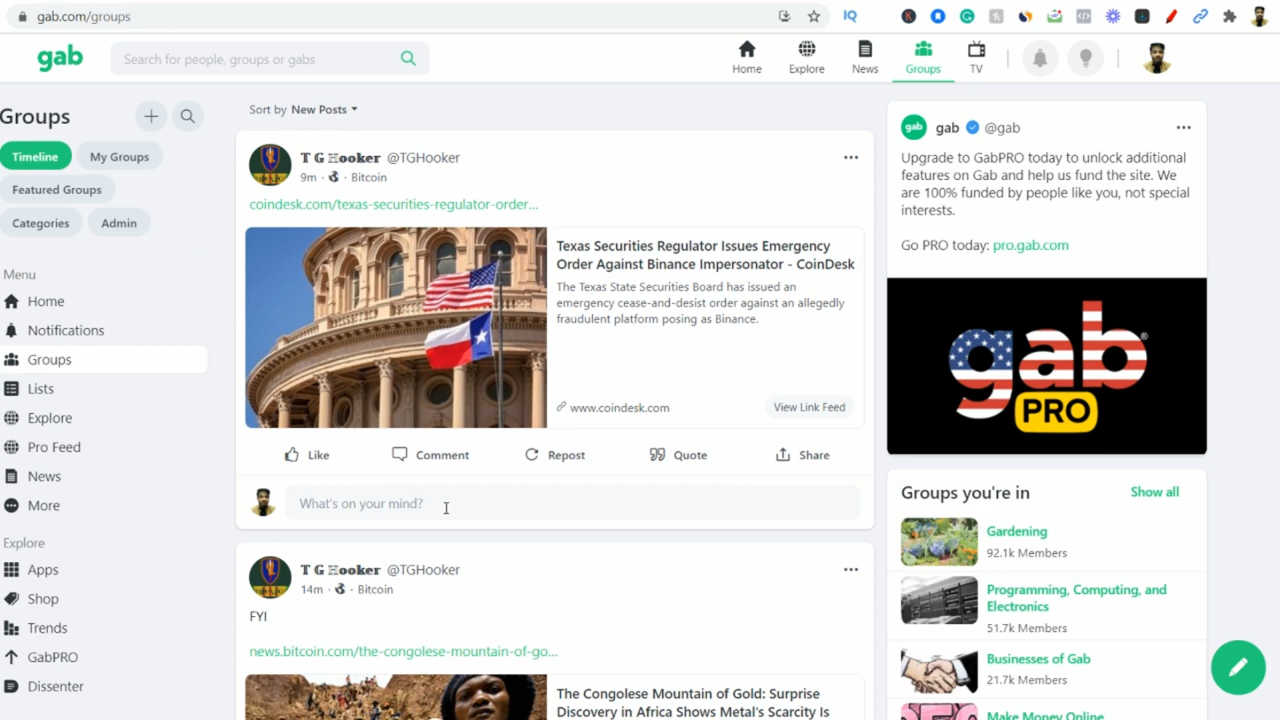 gab.com/groups
IQ
gab
Search for people, groups or gabs
Home
Explore
News
Groups
TV
Groups
Timeline
My Groups
Featured Groups
Categories
Admin
Menu
Home
Notifications
Groups
Lists
Explore
Pro Feed
News
More
Explore
Apps
Shop
Trends
GabPRO
Dissenter
Sort by New Posts
𝕋 𝔾 ℍooker @TGHooker
9m · · Bitcoin
coindesk.com/texas-securities-regulator-order...
Texas Securities Regulator Issues Emergency
Order Against Binance Impersonator - CoinDesk
The Texas State Securities Board has issued an
emergency cease-and-desist order against an allegedly
fraudulent platform posing as Binance.
www.coindesk.com
View Link Feed
Like
Comment
Repost
Quote
Share
What's on your mind?
𝕋 𝔾 ℍooker @TGHooker
14m · · Bitcoin
FYI
news.bitcoin.com/the-congolese-mountain-of-go...
The Congolese Mountain of Gold: Surprise
Discovery in Africa Shows Metal's Scarcity Is
gab
gab @gab
Upgrade to GabPRO today to unlock additional
features on Gab and help us fund the site. We
are 100% funded by people like you, not special
interests.
Go PRO today: pro.gab.com
gab®
PRO
Groups you're in
Show all
Gardening
92.1k Members
Programming, Computing, and
Electronics
51.7k Members
Businesses of Gab
21.7k Members
Make Money Online